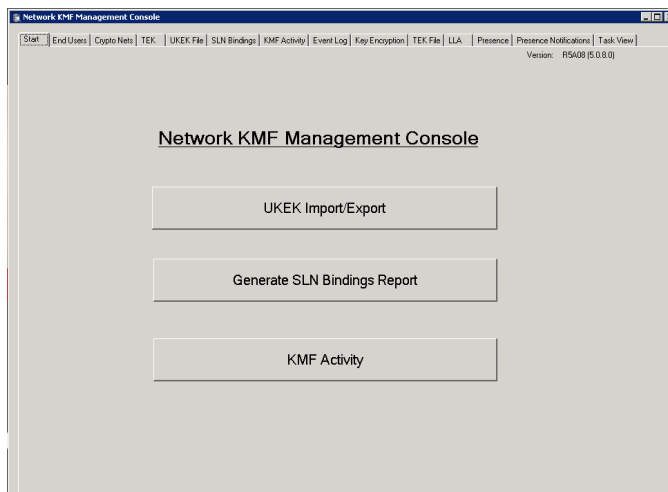 Network KMF Management Console
Start End Users Crypto Nets TEK UKEK File SLN Bindings KMF Activity Event Log Key Encryption TEK File LLA Presence Presence Notifications Task View
Version: R5A08 (5.0.8.0)
Network KMF Management Console
UKEK Import/Export
Generate SLN Bindings Report
KMF Activity